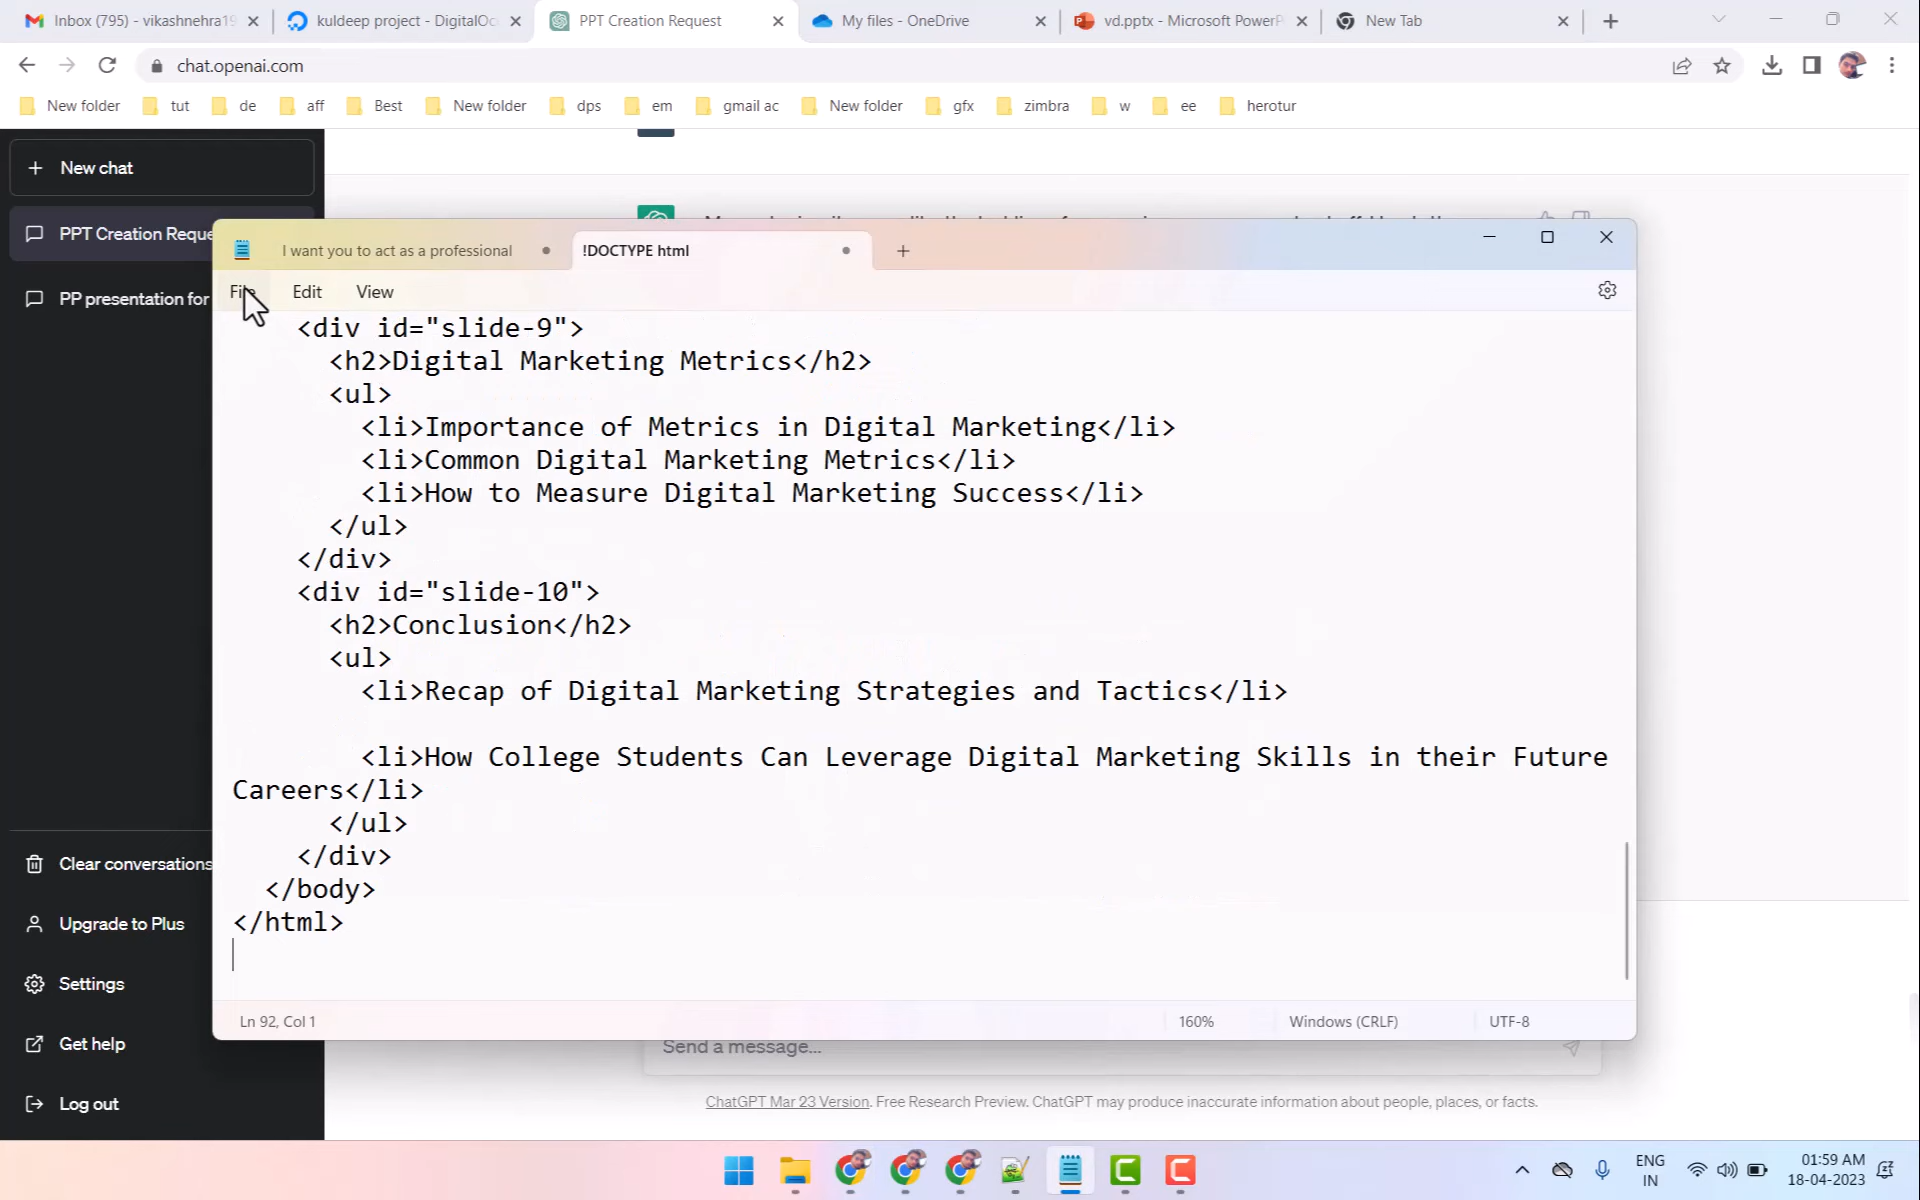 Inbox (795) - vikashnehra19
kuldeep project - DigitalOc
PPT Creation Request
My files - OneDrive
vd.pptx - Microsoft PowerP
New Tab
chat.openai.com
New folder
tut
de
aff
Best
New folder
dps
em
gmail ac
New folder
gfx
zimbra
w
ee
herotur
New chat
PPT Creation Reque
PP presentation for
I want you to act as a professional
!DOCTYPE html
File
Edit
View
<div id="slide-9">
<h2>Digital Marketing Metrics</h2>
<ul>
<li>Importance of Metrics in Digital Marketing</li>
<li>Common Digital Marketing Metrics</li>
<li>How to Measure Digital Marketing Success</li>
</ul>
</div>
<div id="slide-10">
<h2>Conclusion</h2>
<ul>
<li>Recap of Digital Marketing Strategies and Tactics</li>
<li>How College Students Can Leverage Digital Marketing Skills in their Future
Careers</li>
</ul>
</div>
</body>
</html>
Ln 92, Col 1
160%
Windows (CRLF)
UTF-8
Clear conversations
Upgrade to Plus
Settings
Get help
Log out
Send a message...
ChatGPT Mar 23 Version. Free Research Preview. ChatGPT may produce inaccurate information about people, places, or facts.
ENG
IN
01:59 AM
18-04-2023